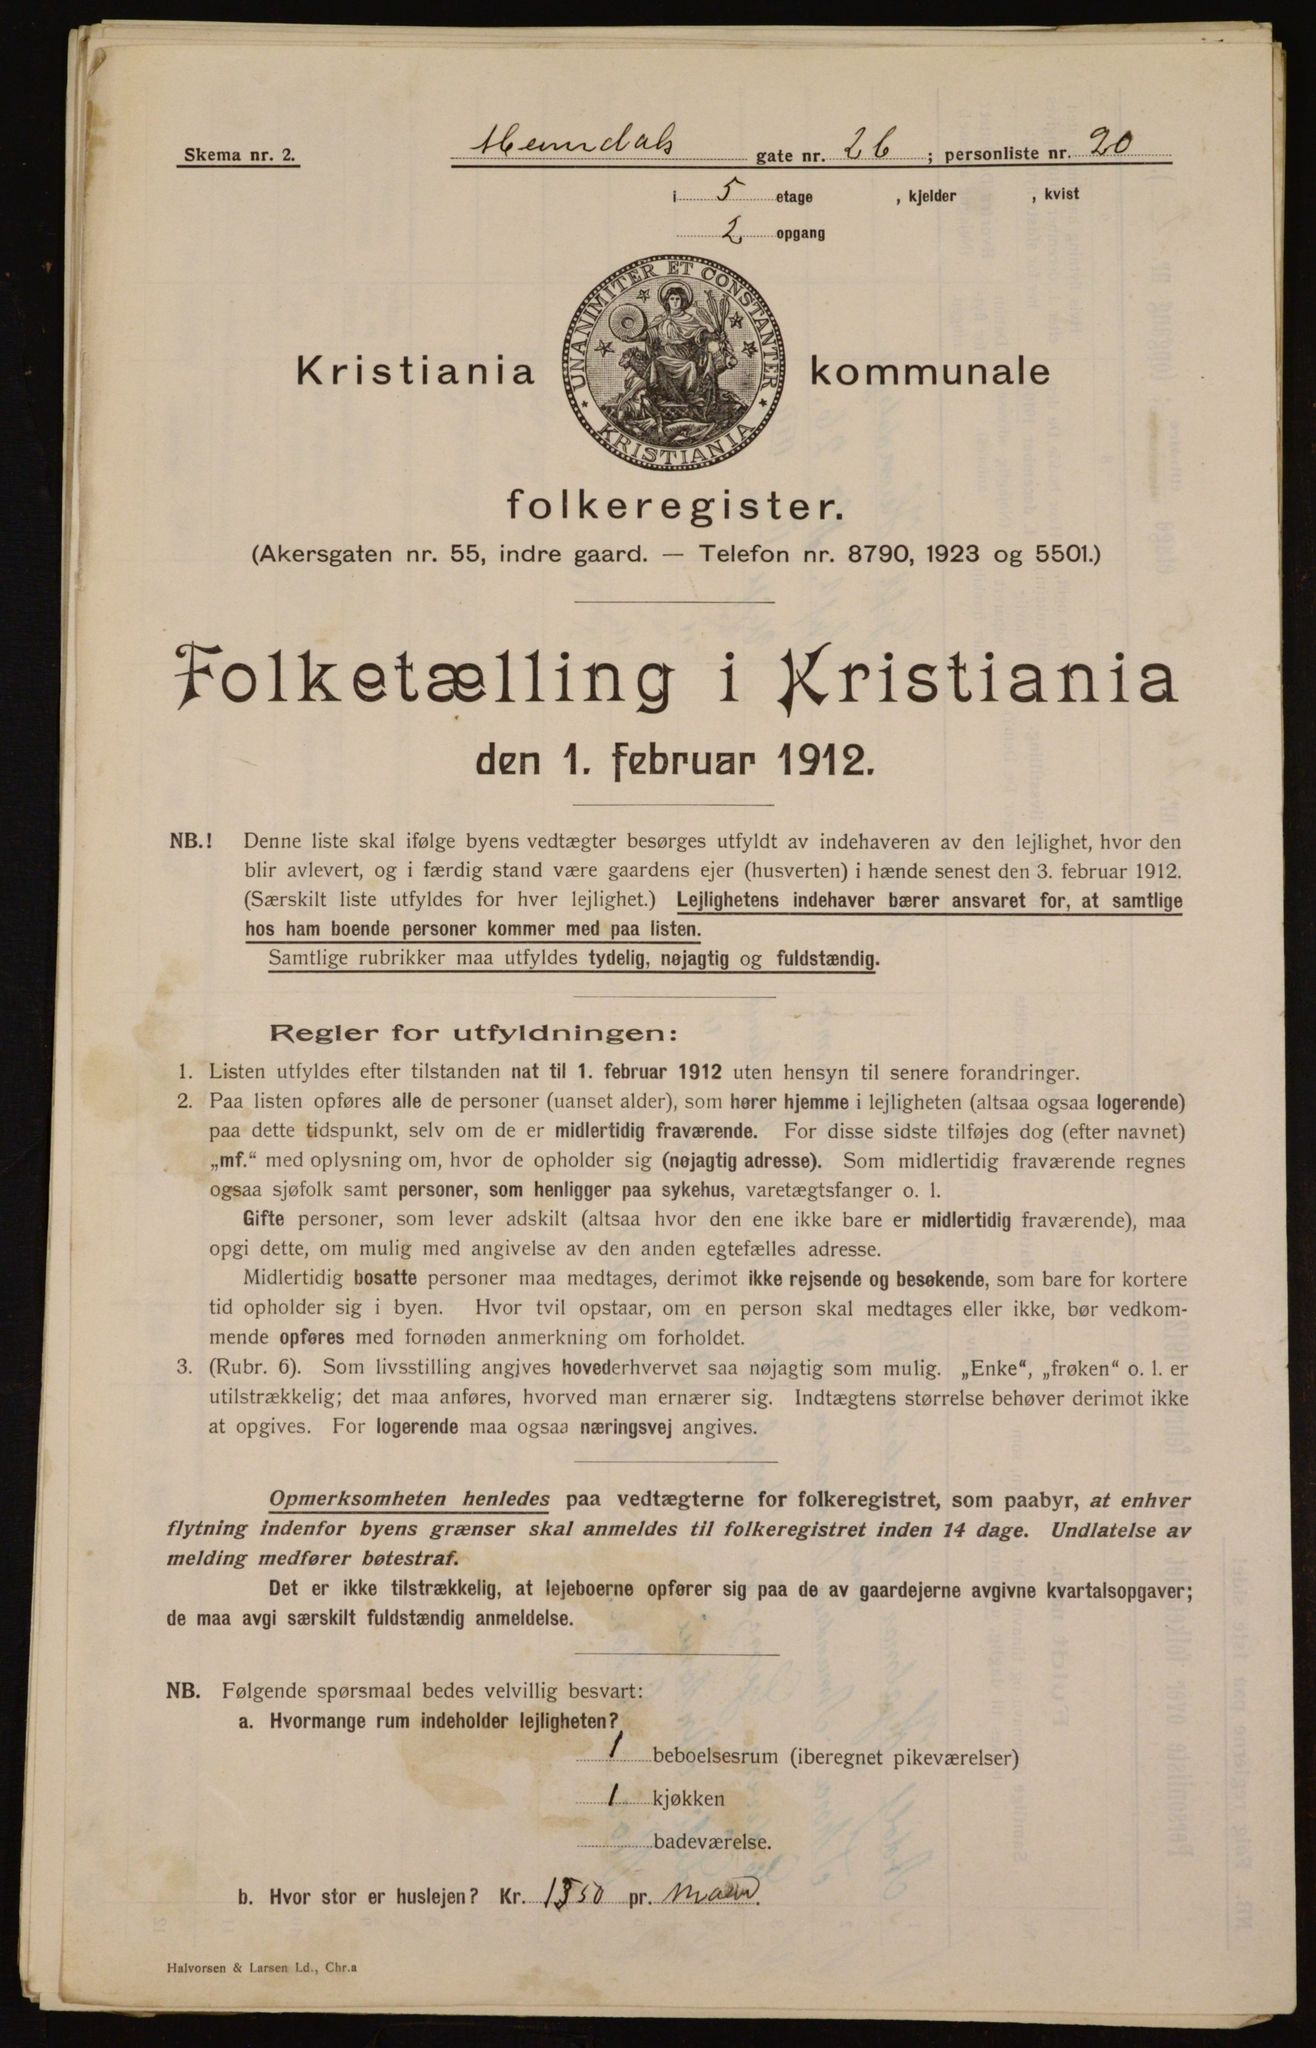 Skema nr. 2.
Heimdals gate nr. 26 ; personliste nr. 20
i 5 etage , kjelder , kvist
2 opgang
UNANIMITER ET CONSTANTER
KRISTIANIA
Kristiania kommunale
folkeregister.
(Akersgaten nr. 55, indre gaard. — Telefon nr. 8790, 1923 og 5501.)
Folketælling i Kristiania
den 1. februar 1912.
NB.! Denne liste skal ifølge byens vedtægter besørges utfyldt av indehaveren av den lejlighet, hvor den
blir avlevert, og i færdig stand være gaardens ejer (husverten) i hænde senest den 3. februar 1912.
(Særskilt liste utfyldes for hver lejlighet.) Lejlighetens indehaver bærer ansvaret for, at samtlige
hos ham boende personer kommer med paa listen.
Samtlige rubrikker maa utfyldes tydelig, nøjagtig og fuldstændig.
Regler for utfyldningen:
1. Listen utfyldes efter tilstanden nat til 1. februar 1912 uten hensyn til senere forandringer.
2. Paa listen opføres alle de personer (uanset alder), som hører hjemme i lejligheten (altsaa ogsaa logerende)
paa dette tidspunkt, selv om de er midlertidig fraværende. For disse sidste tilføjes dog (efter navnet)
„mf.“ med oplysning om, hvor de opholder sig (nøjagtig adresse). Som midlertidig fraværende regnes
ogsaa sjøfolk samt personer, som henligger paa sykehus, varetægtsfanger o. l.
Gifte personer, som lever adskilt (altsaa hvor den ene ikke bare er midlertidig fraværende), maa
opgi dette, om mulig med angivelse av den anden egtefælles adresse.
Midlertidig bosatte personer maa medtages, derimot ikke rejsende og besøkende, som bare for kortere
tid opholder sig i byen. Hvor tvil opstaar, om en person skal medtages eller ikke, bør vedkom-
mende opføres med fornøden anmerkning om forholdet.
3. (Rubr. 6). Som livsstilling angives hovederhvervet saa nøjagtig som mulig. „Enke“, „frøken“ o. l. er
utilstrækkelig; det maa anføres, hvorved man ernærer sig. Indtægtens størrelse behøver derimot ikke
at opgives. For logerende maa ogsaa næringsvej angives.
Opmerksomheten henledes paa vedtægterne for folkeregistret, som paabyr, at enhver
flytning indenfor byens grænser skal anmeldes til folkeregistret inden 14 dage. Undlatelse av
melding medfører bøtestraf.
Det er ikke tilstrækkelig, at lejeboerne opfører sig paa de av gaardejerne avgivne kvartalsopgaver;
de maa avgi særskilt fuldstændig anmeldelse.
NB. Følgende spørsmaal bedes velvillig besvart:
a. Hvormange rum indeholder lejligheten?
1 beboelsesrum (iberegnet pikeværelser)
1 kjøkken
badeværelse.
b. Hvor stor er huslejen? Kr. pr. Maan.
Halvorsen & Larsen Ld., Chr.a